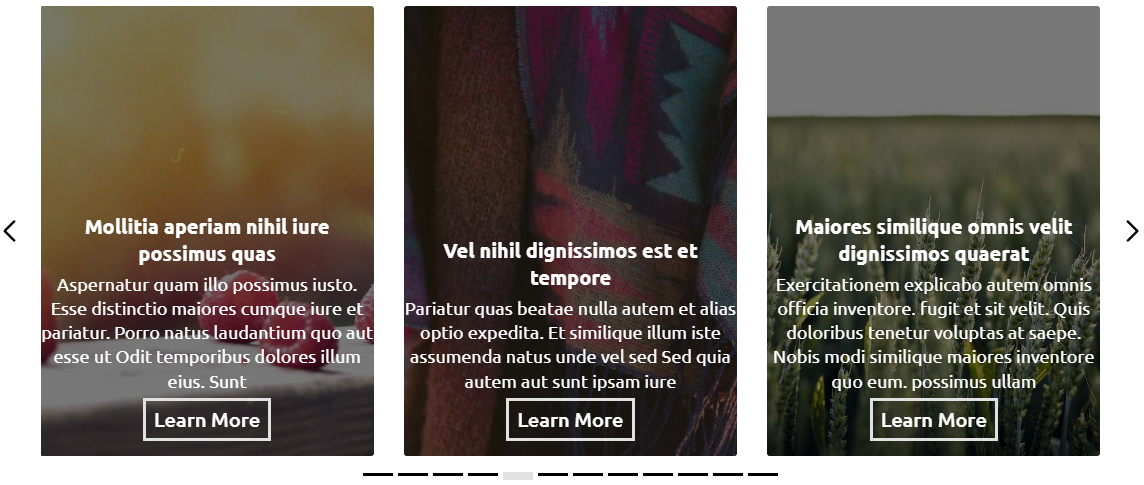 Mollitia aperiam nihil iure
possimus quas
Aspernatur quam illo possimus iusto.
Esse distinctio maiores cumque iure et
pariatur. Porro natus laudantium quo aut
esse ut Odit temporibus dolores illum
eius. Sunt
Learn More
Vel nihil dignissimos est et
tempore
Pariatur quas beatae nulla autem et alias
optio expedita. Et similique illum iste
assumenda natus unde vel sed Sed quia
autem aut sunt ipsam iure
Learn More
Maiores similique omnis velit
dignissimos quaerat
Exercitationem explicabo autem omnis
officia inventore. fugit et sit velit. Quis
doloribus tenetur voluptas at saepe.
Nobis modi similique maiores inventore
quo eum. possimus ullam
Learn More